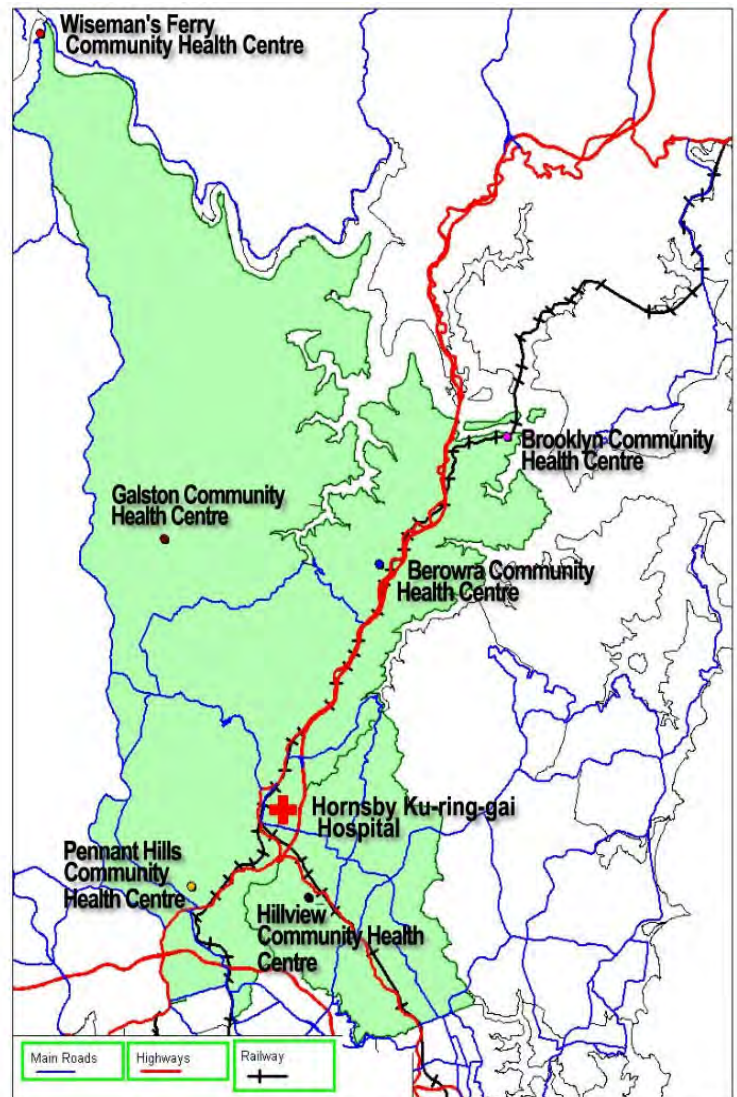 Wiseman's Ferry
Community Health Centre
Brooklyn Community
Health Centre
Galston Community
Health Centre
Berowra Community
Health Centre
Hornsby Ku-ring-gai
Hospital
Pennant Hills
Community
Health Centre
Hillview
Community Health
Centre
Main Roads
Highways
Railway